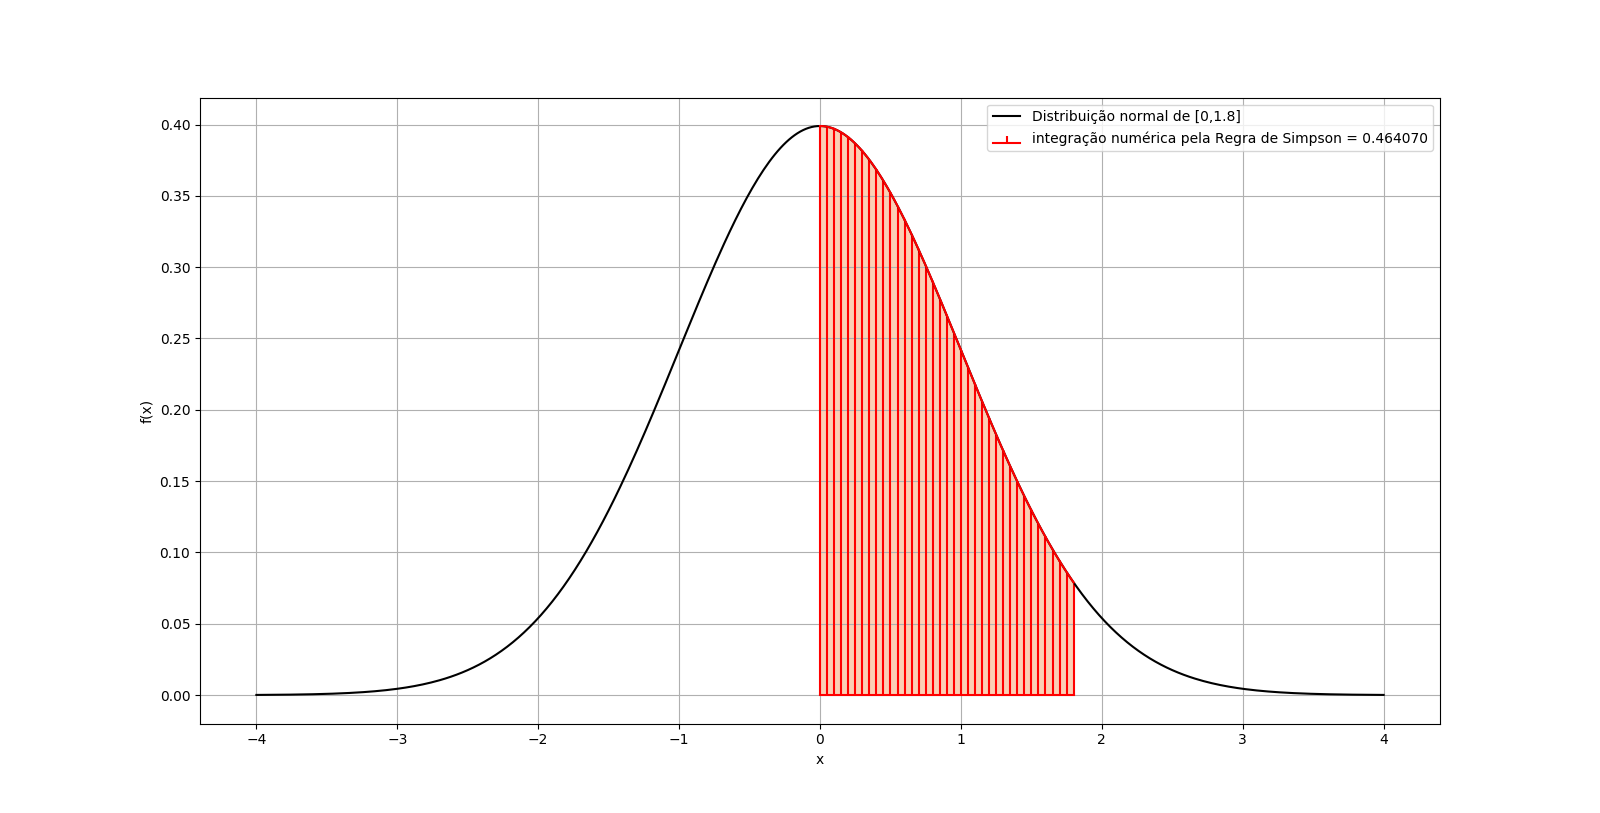 Distribuição normal de [0,1.8]
integração numérica pela Regra de Simpson = 0.464070
0.40
0.35
0.30
0.25
0.20
0.15
0.10
0.05
0.00
f(x)
−4 −3 −2 −1 0 1 2 3 4
x